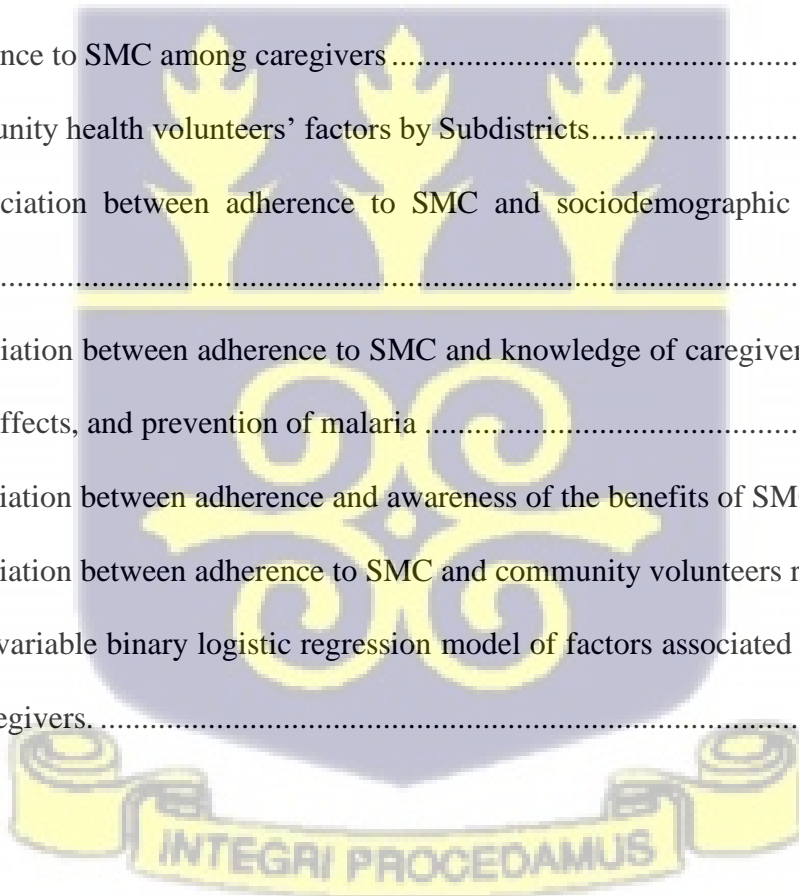 nce to SMC among caregivers ....................................................
unity health volunteers' factors by Subdistricts.......................
ciation between adherence to SMC and sociodemographic
....................................................................................................
iation between adherence to SMC and knowledge of caregiver
ffects, and prevention of malaria ..............................................
iation between adherence and awareness of the benefits of SM
iation between adherence to SMC and community volunteers r
variable binary logistic regression model of factors associated
egivers. .......................................................................................
INTEGRI PROCEDAMUS